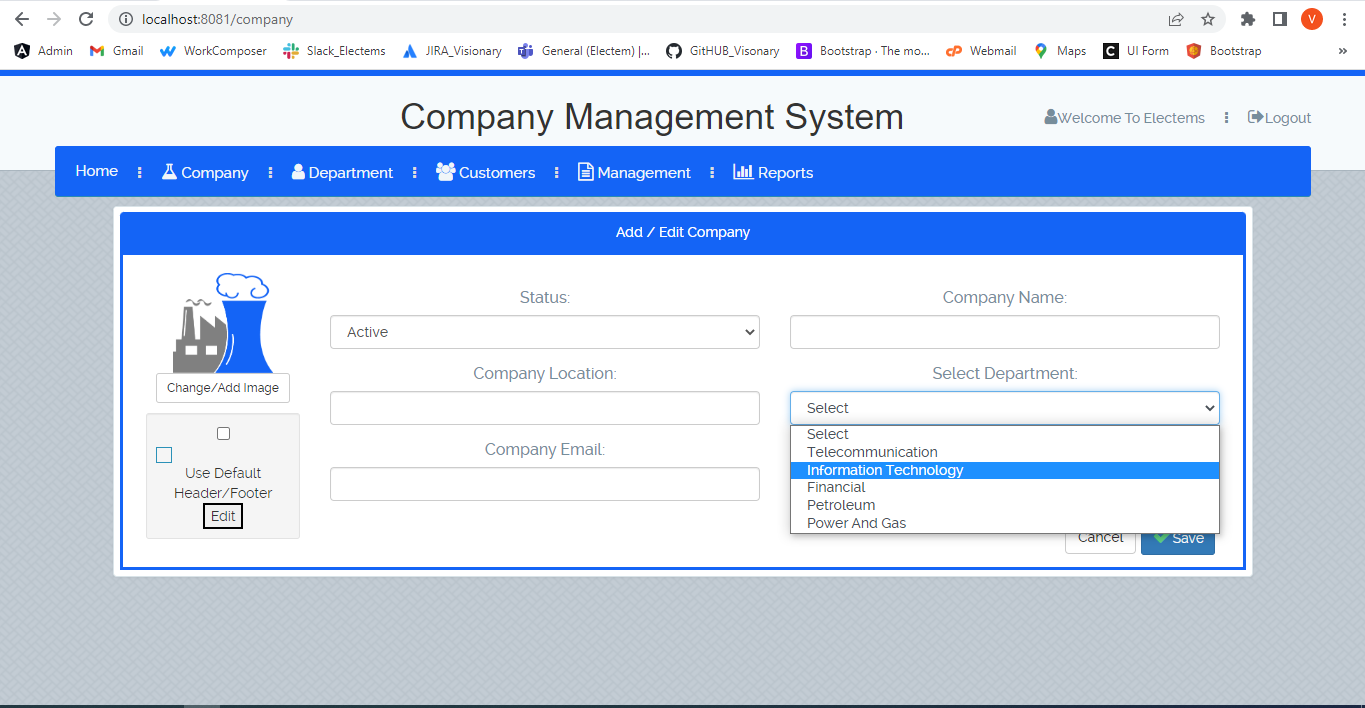 localhost:8081/company
V
Admin Gmail WorkComposer Slack_Electems JIRA_Visionary General (Electem) |... GitHUB_Visonary B Bootstrap · The mo... Webmail Maps C UI Form Bootstrap »
Company Management System
Welcome To Electems Logout
Home Company Department Customers Management Reports
Add / Edit Company
Status: Company Name:
Active
Change/Add Image
Company Location: Select Department:
Select
Use Default
Header/Footer
Edit
Company Email:
Select
Telecommunication
Information Technology
Financial
Petroleum
Power And Gas
Cancel Save